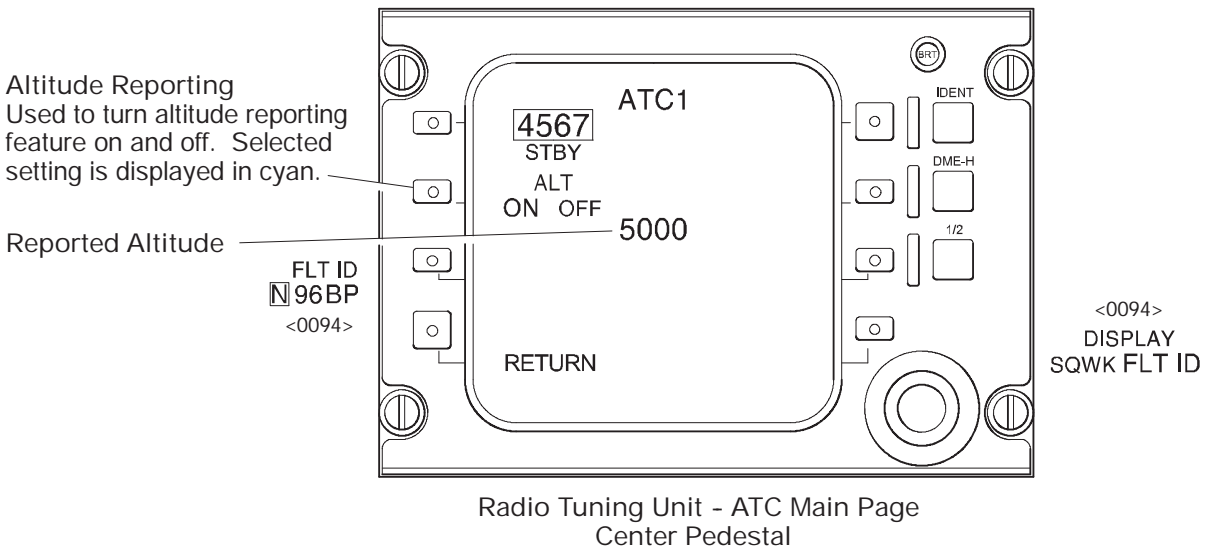 Altitude Reporting
Used to turn altitude reporting
feature on and off. Selected
setting is displayed in cyan.
Reported Altitude
FLT ID
N96BP
<0094>
ATC1
4567
STBY
ALT
ON OFF
5000
RETURN
BRT
IDENT
DME-H
1/2
<0094>
DISPLAY
SQWK FLT ID
Radio Tuning Unit - ATC Main Page
Center Pedestal